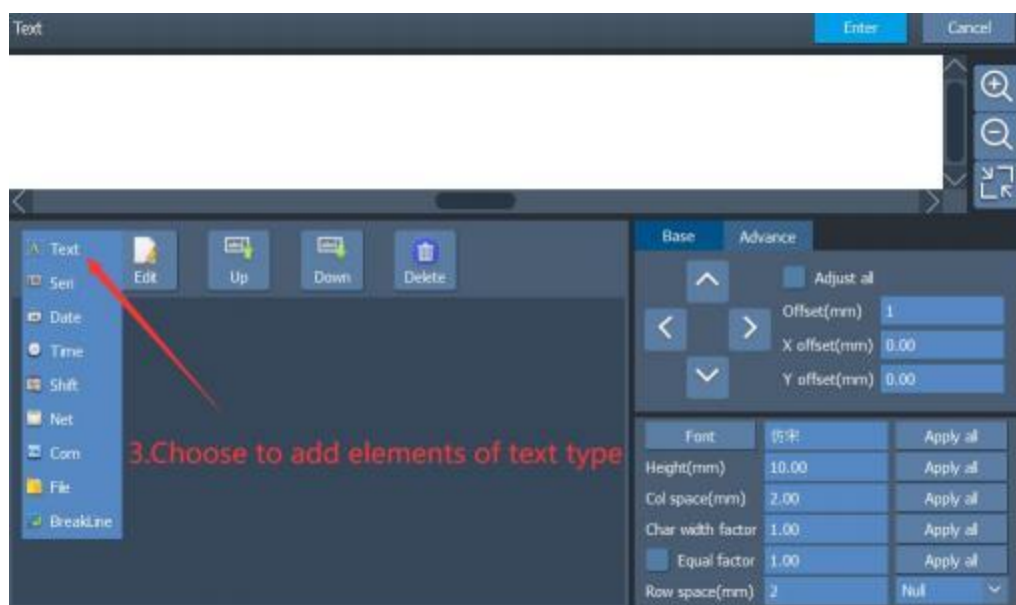 Text
Enter
Cancel
Text
Seri
Date
Time
Shift
Net
Com
File
BreakLine
Edit
Up
Down
Delete
3.Choose to add elements of text type
Base
Advance
Adjust all
Offset(mm) 1
X offset(mm) 0.00
Y offset(mm) 0.00
Font 仿宋 Apply all
Height(mm) 10.00 Apply all
Col space(mm) 2.00 Apply all
Char width factor 1.00 Apply all
Equal factor 1.00 Apply all
Row space(mm) 2 Null